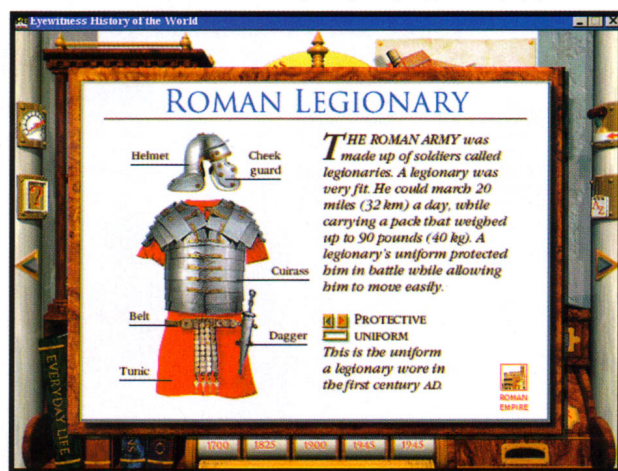 Eyewitness History of the World
ROMAN LEGIONARY
Helmet
Cheek
guard
Cuirass
Belt
Dagger
Tunic
THE ROMAN ARMY was
made up of soldiers called
legionaries. A legionary was
very fit. He could march 20
miles (32 km) a day, while
carrying a pack that weighed
up to 90 pounds (40 kg). A
legionary's uniform protected
him in battle while allowing
him to move easily.
PROTECTIVE
UNIFORM
This is the uniform
a legionary wore in
the first century AD.
ROMAN
EMPIRE
EVERYDAY LIFE
1700 1825 1900 1945 1945